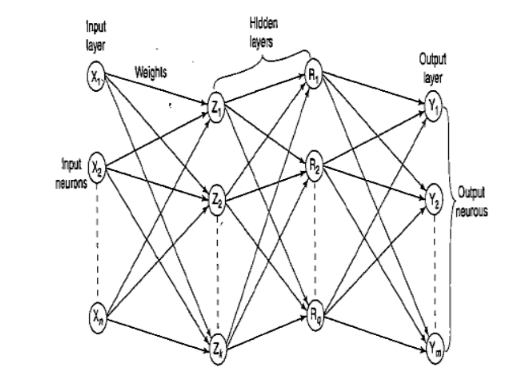 Input
layer
Hidden
layers
Output
layer
Weights
X1
Z1
R1
Y1
Input
neurons
X2
Z2
R2
Y2
Output
neurous
Xn
Zk
Rq
Ym